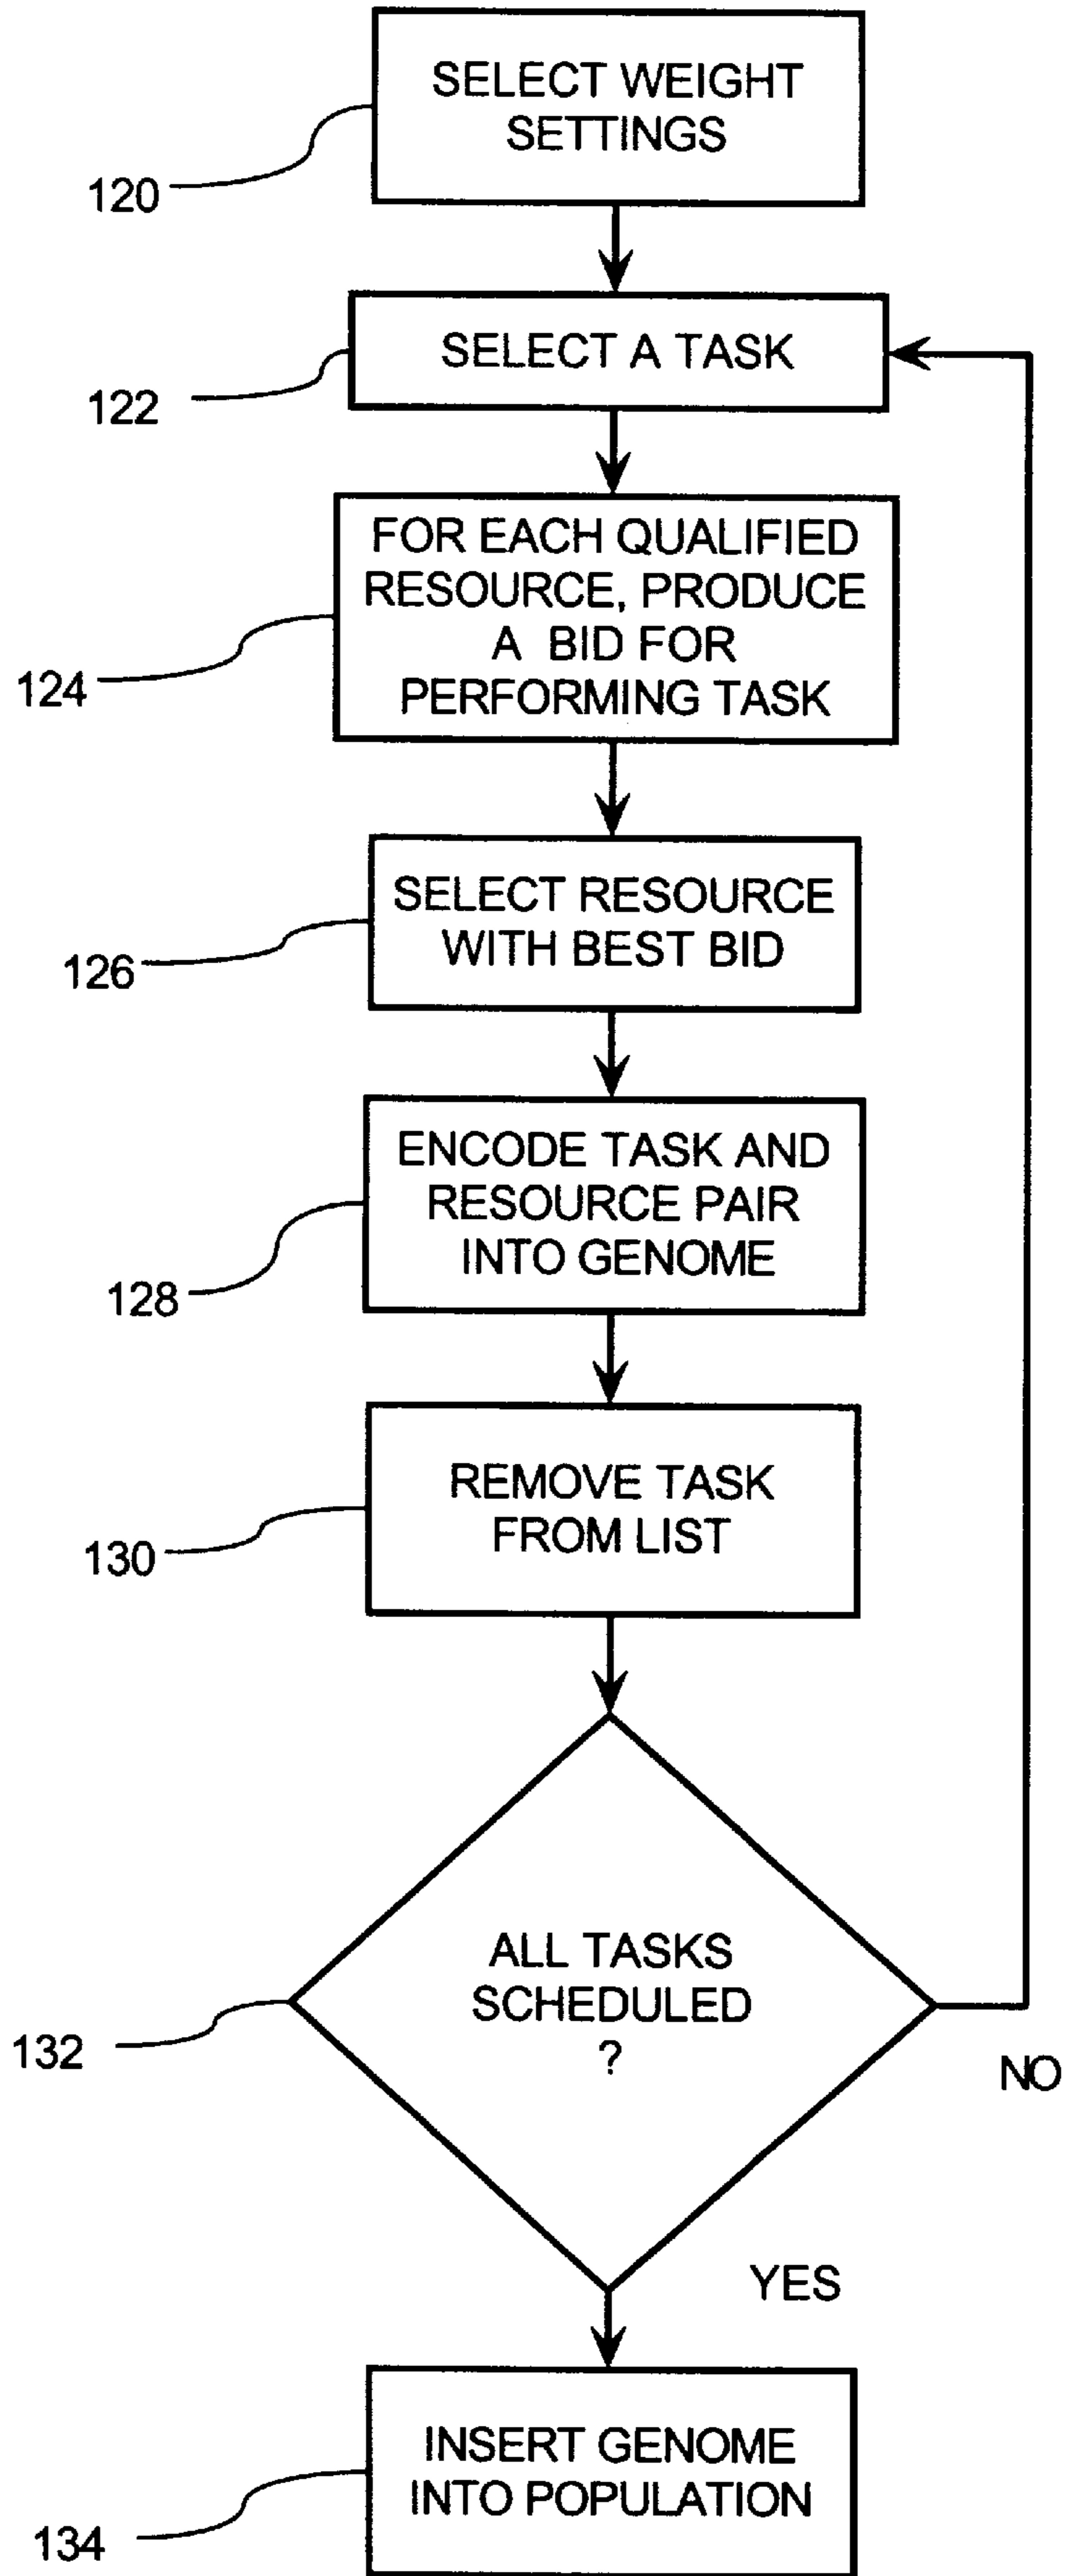 SELECT WEIGHT
SETTINGS
120
SELECT A TASK
122
FOR EACH QUALIFIED
RESOURCE, PRODUCE
A BID FOR
PERFORMING TASK
124
SELECT RESOURCE
WITH BEST BID
126
ENCODE TASK AND
RESOURCE PAIR
INTO GENOME
128
REMOVE TASK
FROM LIST
130
ALL TASKS
SCHEDULED
?
132
NO
YES
INSERT GENOME
INTO POPULATION
134